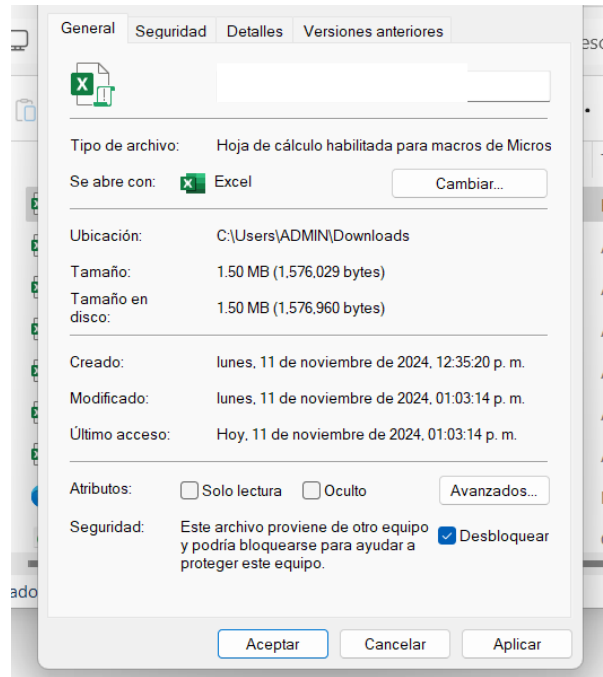 General Seguridad Detalles Versiones anteriores
Tipo de archivo: Hoja de cálculo habilitada para macros de Micros
Se abre con: Excel Cambiar...
Ubicación: C:\Users\ADMIN\Downloads
Tamaño: 1.50 MB (1,576,029 bytes)
Tamaño en
disco: 1.50 MB (1,576,960 bytes)
Creado: lunes, 11 de noviembre de 2024, 12:35:20 p. m.
Modificado: lunes, 11 de noviembre de 2024, 01:03:14 p. m.
Último acceso: Hoy, 11 de noviembre de 2024, 01:03:14 p. m.
Atributos: Solo lectura Oculto Avanzados...
Seguridad: Este archivo proviene de otro equipo
y podría bloquearse para ayudar a
proteger este equipo.
Desbloquear
ado
Aceptar Cancelar Aplicar